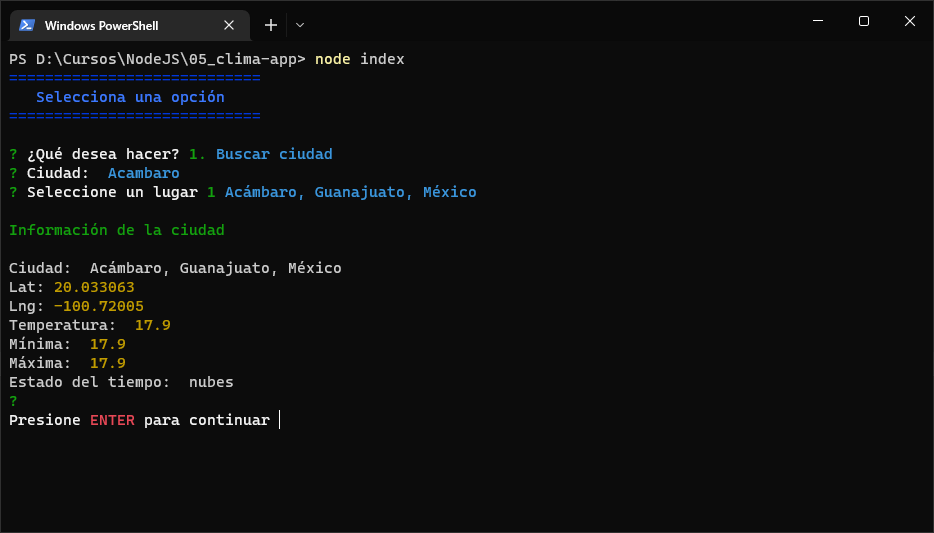 Windows PowerShell
PS D:\Cursos\NodeJS\05_clima-app> node index
============================
   Selecciona una opción
============================
? ¿Qué desea hacer? 1. Buscar ciudad
? Ciudad:  Acambaro
? Seleccione un lugar 1 Acámbaro, Guanajuato, México
Información de la ciudad
Ciudad:  Acámbaro, Guanajuato, México
Lat: 20.033063
Lng: -100.72005
Temperatura:  17.9
Mínima:  17.9
Máxima:  17.9
Estado del tiempo:  nubes
?
Presione ENTER para continuar